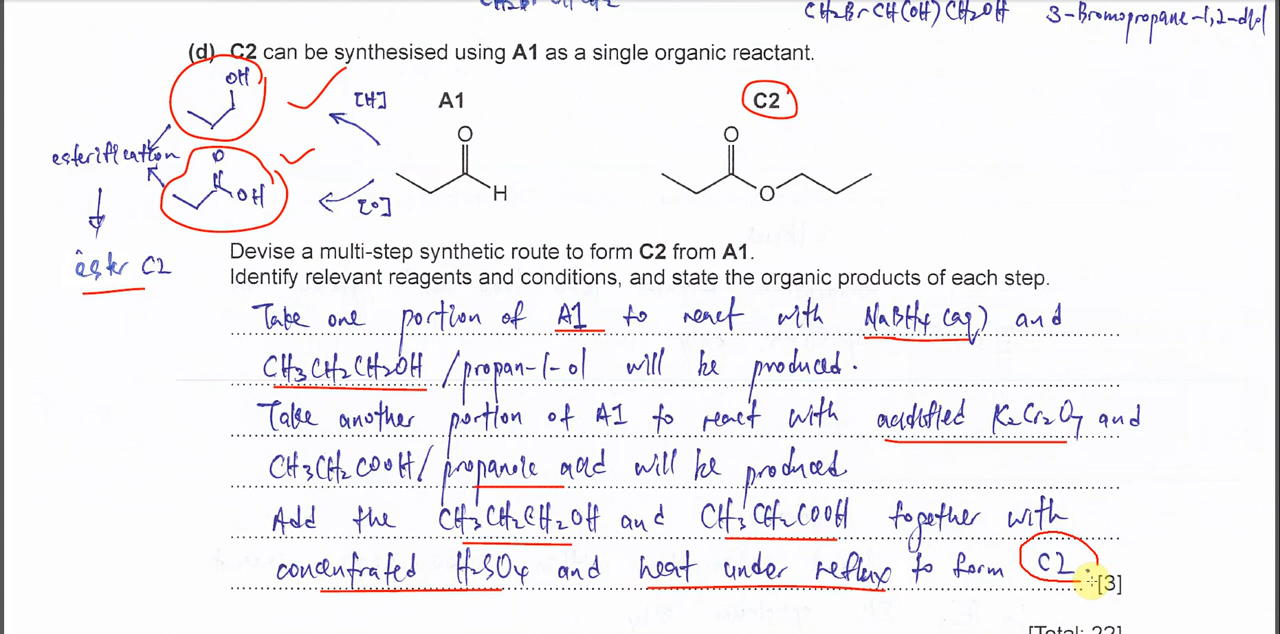 CH2BrCH(OH)CH2OH 3-Bromopropane-1,2-diol
(d) C2 can be synthesised using A1 as a single organic reactant.
OH
[H]
A1
C2
O
O
esterification
O
OH
[O]
H
O
ester C2
Devise a multi-step synthetic route to form C2 from A1.
Identify relevant reagents and conditions, and state the organic products of each step.
Take one portion of A1 to react with NaBH4 (aq) and
CH3CH2CH2OH / propan-1-ol will be produced.
Take another portion of A1 to react with acidified K2Cr2O7 and
CH3CH2COOH / propanoic acid will be produced
Add the CH3CH2CH2OH and CH3CH2COOH together with
concentrated H2SO4 and heat under reflux to form C2.
[3]
[Total: 22]